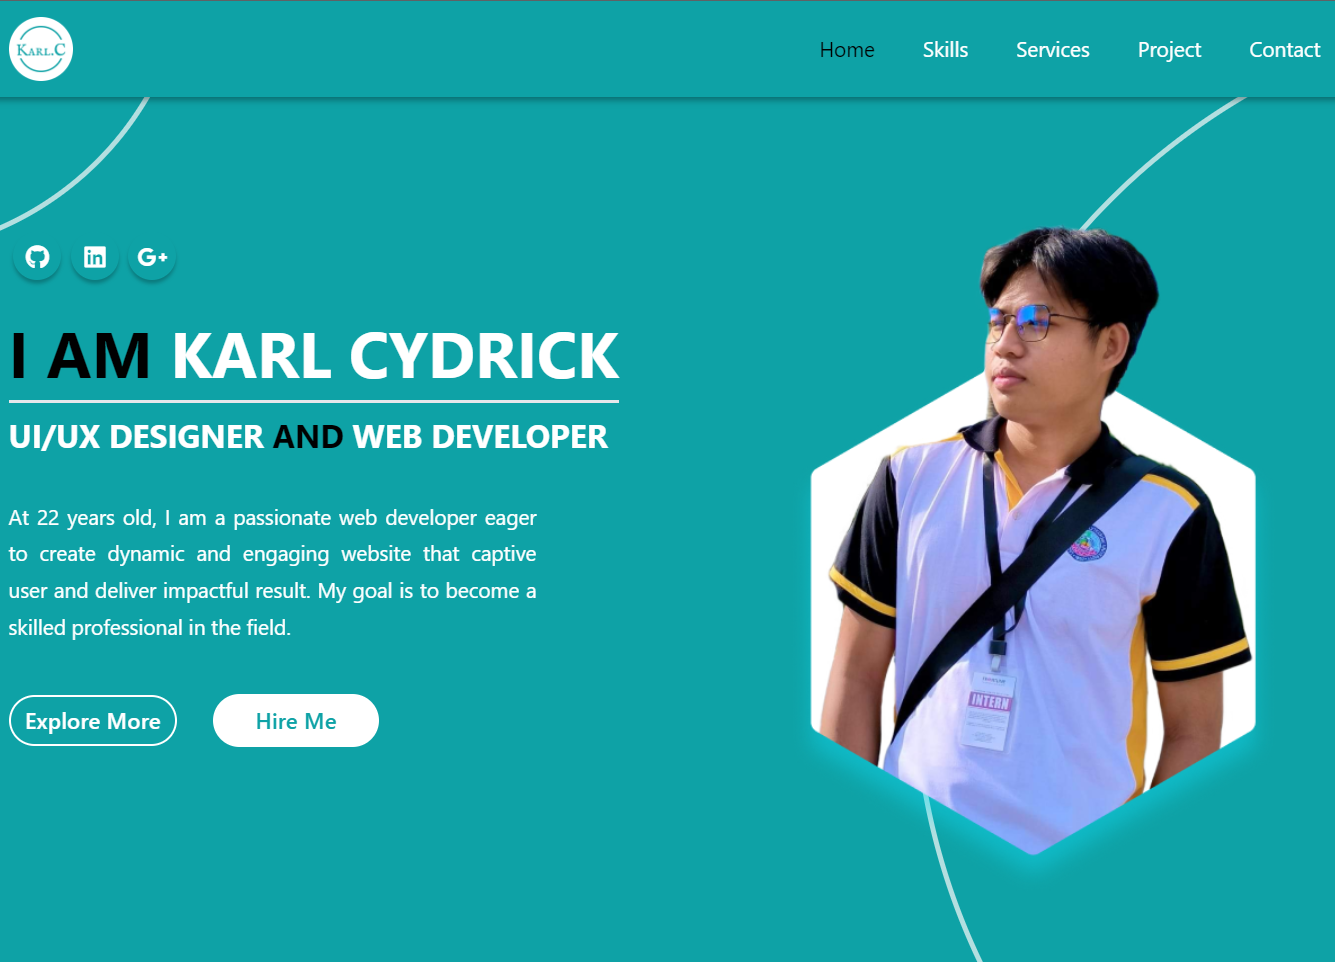 KARL.C
Home Skills Services Project Contact
G+
I AM KARL CYDRICK
UI/UX DESIGNER AND WEB DEVELOPER
At 22 years old, I am a passionate web developer eager
to create dynamic and engaging website that captive
user and deliver impactful result. My goal is to become a
skilled professional in the field.
Explore More Hire Me
INTERN